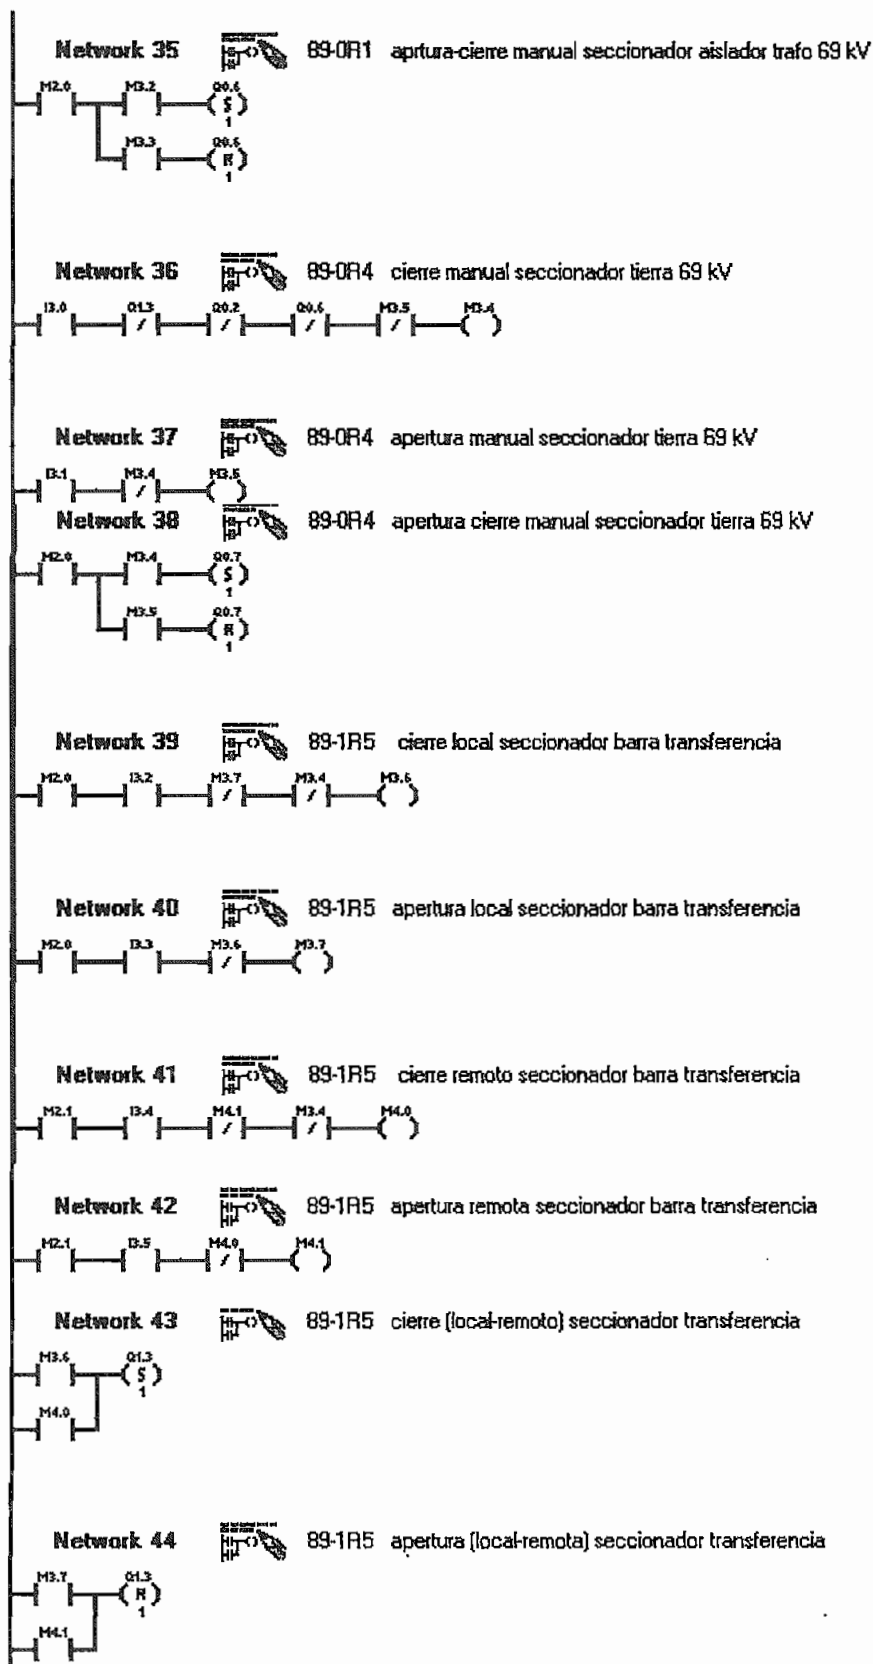 Network 35 89-0R1 aprtura-cierre manual seccionador aislador trafo 69 kV
M2.0 M3.2 Q0.6
S
1
M3.3 Q0.6
R
1
Network 36 89-0R4 cierre manual seccionador tierra 69 kV
I3.0 Q1.3 Q0.2 Q0.6 M3.5 M3.4
/ / / /
Network 37 89-0R4 apertura manual seccionador tierra 69 kV
I3.1 M3.4 M3.5
/
Network 38 89-0R4 apertura cierre manual seccionador tierra 69 kV
M2.0 M3.4 Q0.7
S
1
M3.5 Q0.7
R
1
Network 39 89-1R5 cierre local seccionador barra transferencia
M2.0 I3.2 M3.7 M3.4 M3.6
/ /
Network 40 89-1R5 apertura local seccionador barra transferencia
M2.0 I3.3 M3.6 M3.7
/
Network 41 89-1R5 cierre remoto seccionador barra transferencia
M2.1 I3.4 M4.1 M3.4 M4.0
/ /
Network 42 89-1R5 apertura remota seccionador barra transferencia
M2.1 I3.5 M4.0 M4.1
/
Network 43 89-1R5 cierre (local-remoto) seccionador transferencia
M3.6 Q1.3
S
1
M4.0
Network 44 89-1R5 apertura (local-remota) seccionador transferencia
M3.7 Q1.3
R
1
M4.1